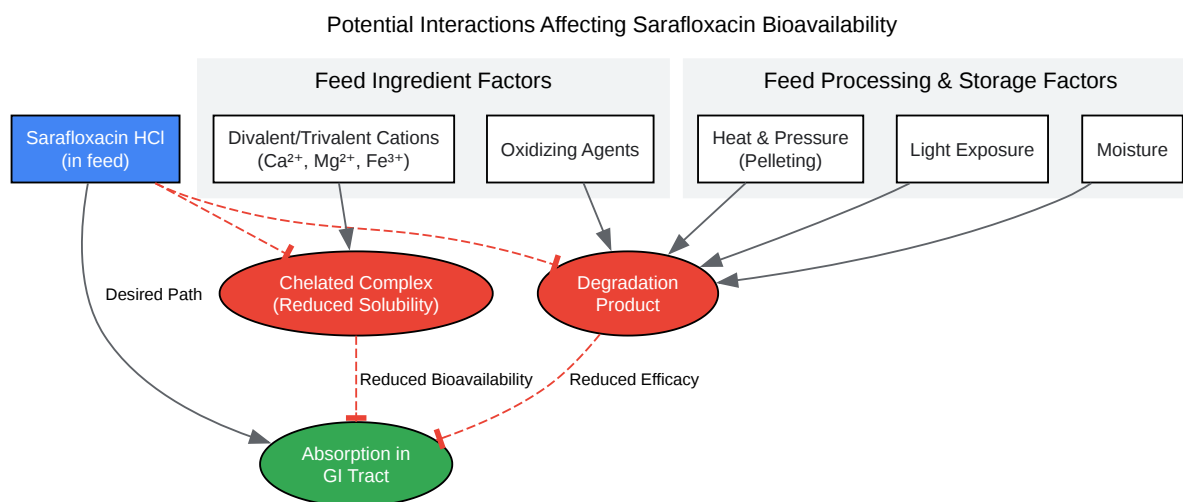 Potential Interactions Affecting Sarafloxacin Bioavailability
Feed Ingredient Factors
Feed Processing & Storage Factors
Sarafloxacin HCl
(in feed)
Divalent/Trivalent Cations
(Ca²⁺, Mg²⁺, Fe³⁺)
Oxidizing Agents
Heat & Pressure
(Pelleting)
Light Exposure
Moisture
Chelated Complex
(Reduced Solubility)
Degradation
Product
Desired Path
Reduced Bioavailability
Reduced Efficacy
Absorption in
GI Tract